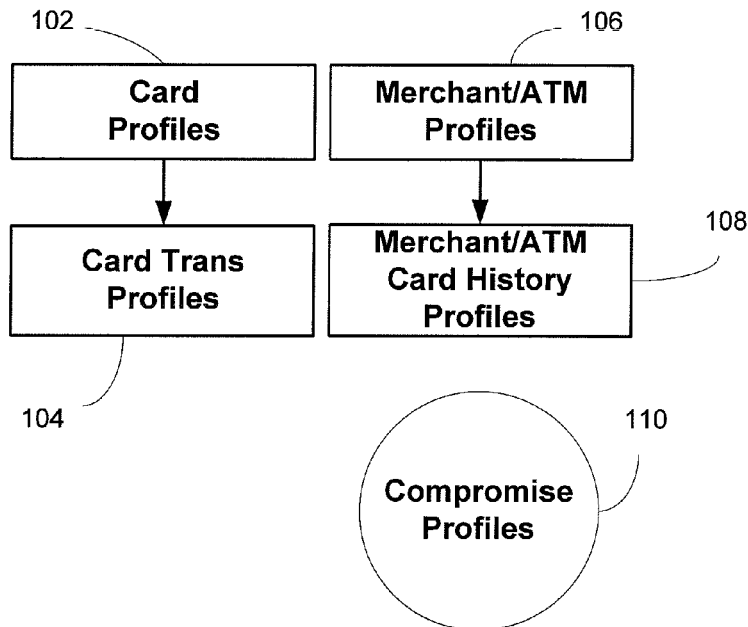 102
106
Card
Profiles
Merchant/ATM
Profiles
108
Card Trans
Profiles
Merchant/ATM
Card History
Profiles
104
110
Compromise
Profiles